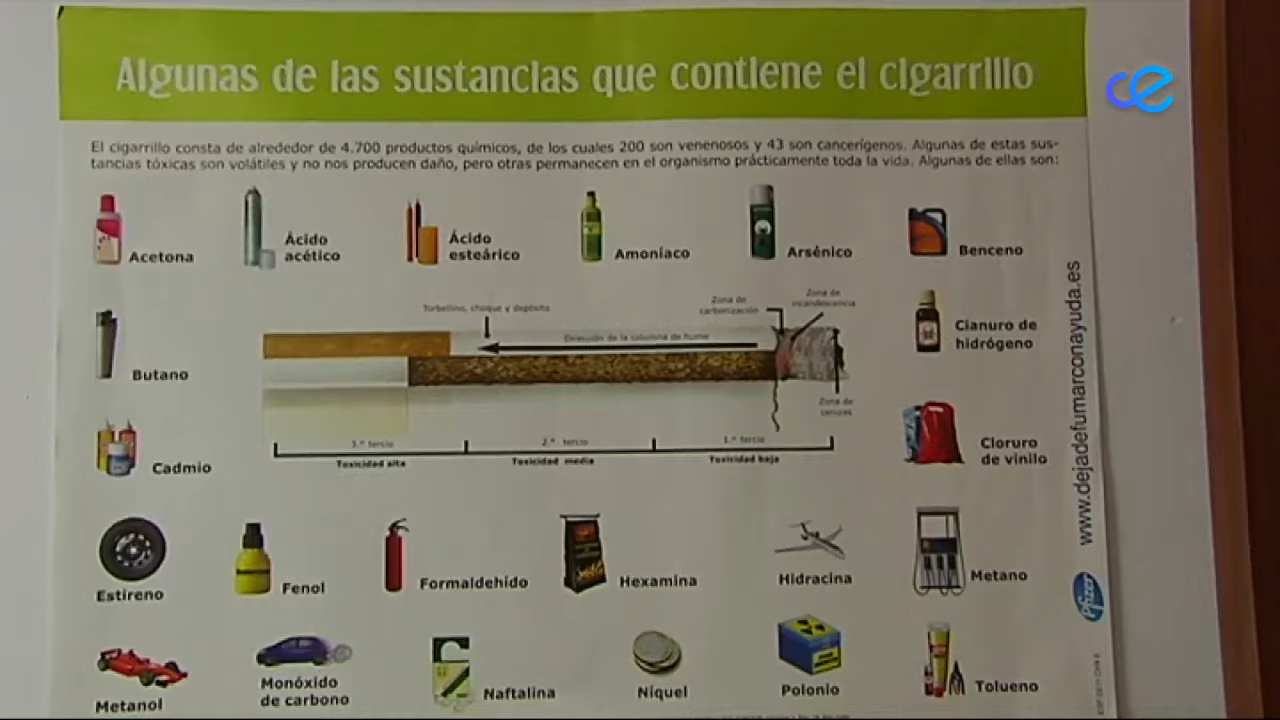 Algunas de las sustancias que contiene el cigarrillo
ce
El cigarrillo consta de alrededor de 4.700 productos químicos, de los cuales 200 son venenosos y 43 son cancerígenos. Algunas de estas sus-
tancias tóxicas son volátiles y no nos producen daño, pero otras permanecen en el organismo prácticamente toda la vida. Algunas de ellas son:
Acetona
Ácido
acético
Ácido
esteárico
Amoníaco
Arsénico
Benceno
Torbellino, choque y depósito
Zona de
carbonización
Zona de
incandescencia
Dirección de la columna de humo
Zona de
cenizas
Butano
Cianuro de
hidrógeno
3.er tercio
2.º tercio
1.er tercio
Toxicidad alta
Toxicidad media
Toxicidad baja
Cadmio
Cloruro
de vinilo
www.dejadefumarconayuda.es
Estireno
Fenol
Formaldehido
Hexamina
Hidracina
Metano
Pfizer
Metanol
Monóxido
de carbono
Naftalina
Níquel
Polonio
Tolueno